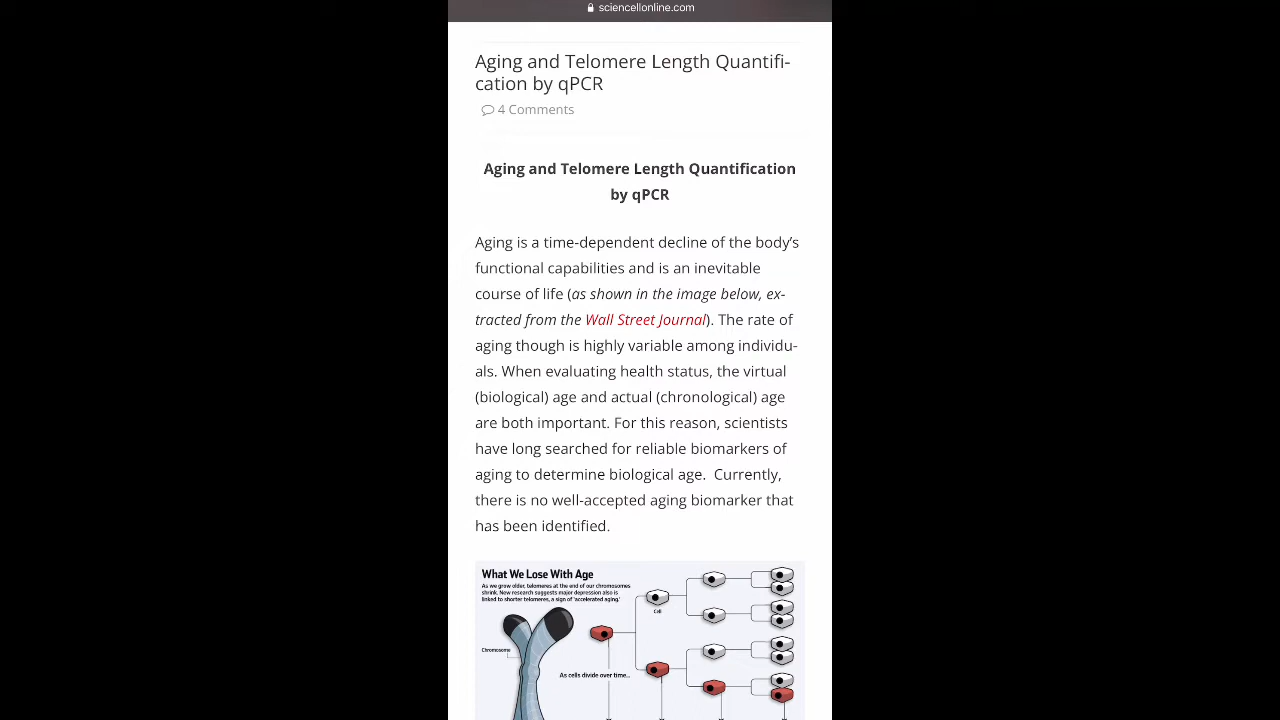 sciencellonline.com
Aging and Telomere Length Quantifi-
cation by qPCR
4 Comments
Aging and Telomere Length Quantification
by qPCR
Aging is a time-dependent decline of the body’s
functional capabilities and is an inevitable
course of life (as shown in the image below, ex-
tracted from the Wall Street Journal). The rate of
aging though is highly variable among individu-
als. When evaluating health status, the virtual
(biological) age and actual (chronological) age
are both important. For this reason, scientists
have long searched for reliable biomarkers of
aging to determine biological age.  Currently,
there is no well-accepted aging biomarker that
has been identified.
What We Lose With Age
As we grow older, telomeres at the end of our chromosomes
shrink. New research suggests major depression also is
linked to shorter telomeres, a sign of 'accelerated aging.'
Cell
Chromosome
As cells divide over time...